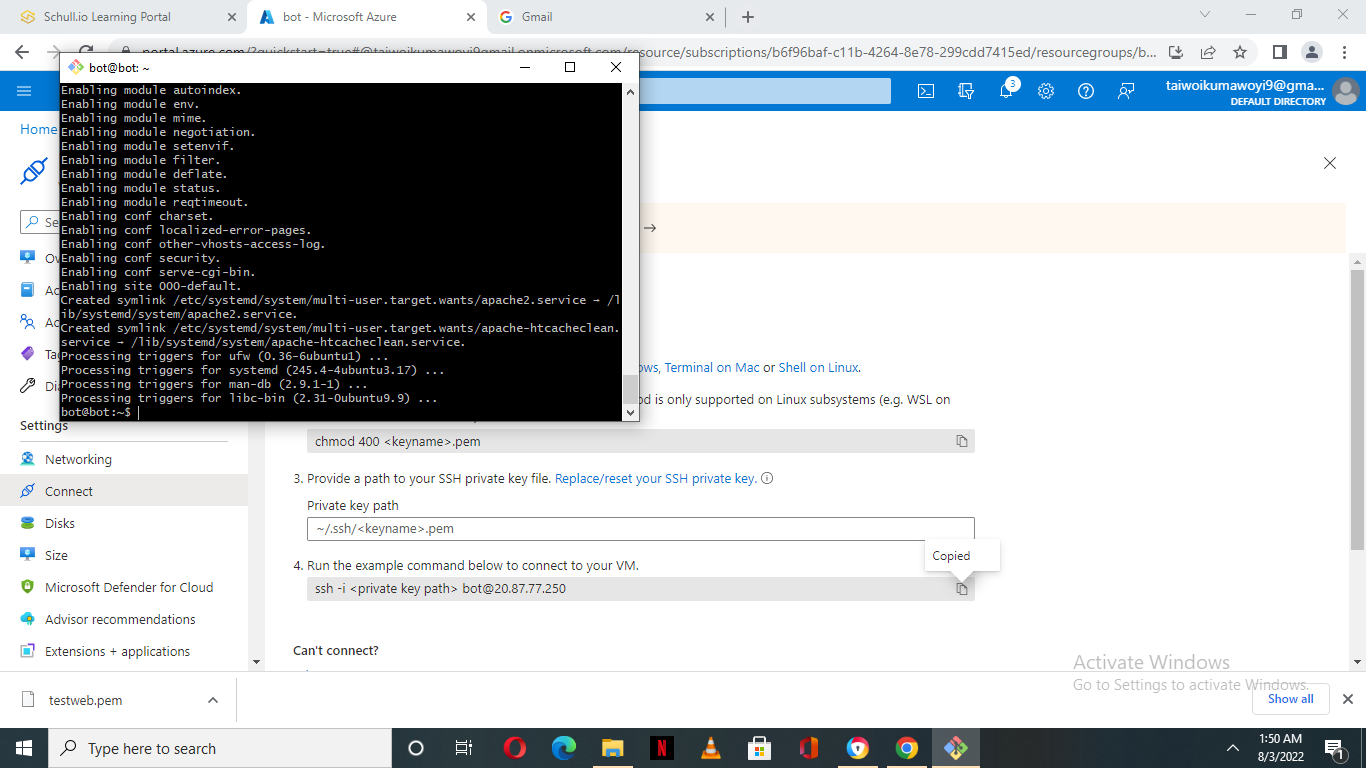 Schull.io Learning Portal
bot - Microsoft Azure
Gmail
portal.azure.com/?quickstart=true#@taiwoikumawoyi9gmail.onmicrosoft.com/resource/subscriptions/b6f96baf-c11b-4264-8e78-299cdd7415ed/resourcegroups/b...
bot@bot: ~
3
taiwoikumawoyi9@gma...
DEFAULT DIRECTORY
Home
Enabling module autoindex.
Enabling module env.
Enabling module mime.
Enabling module negotiation.
Enabling module setenvif.
Enabling module filter.
Enabling module deflate.
Enabling module status.
Enabling module reqtimeout.
Enabling conf charset.
Enabling conf localized-error-pages.
Enabling conf other-vhosts-access-log.
Enabling conf security.
Enabling conf serve-cgi-bin.
Enabling site 000-default.
Created symlink /etc/systemd/system/multi-user.target.wants/apache2.service → /l
ib/systemd/system/apache2.service.
Created symlink /etc/systemd/system/multi-user.target.wants/apache-htcacheclean.
service → /lib/systemd/system/apache-htcacheclean.service.
Processing triggers for ufw (0.36-6ubuntu1) ...
Processing triggers for systemd (245.4-4ubuntu3.17) ...
Processing triggers for man-db (2.9.1-1) ...
Processing triggers for libc-bin (2.31-0ubuntu9.9) ...
bot@bot:~$
Se
Ov
Ac
Ac
Ta
Di
Settings
Networking
Connect
Disks
Size
Microsoft Defender for Cloud
Advisor recommendations
Extensions + applications
ows, Terminal on Mac or Shell on Linux.
od is only supported on Linux subsystems (e.g. WSL on
chmod 400 <keyname>.pem
3. Provide a path to your SSH private key file. Replace/reset your SSH private key.
Private key path
~/.ssh/<keyname>.pem
Copied
4. Run the example command below to connect to your VM.
ssh -i <private key path> bot@20.87.77.250
Can't connect?
Activate Windows
Go to Settings to activate Windows.
testweb.pem
Show all
Type here to search
1:50 AM
8/3/2022
1